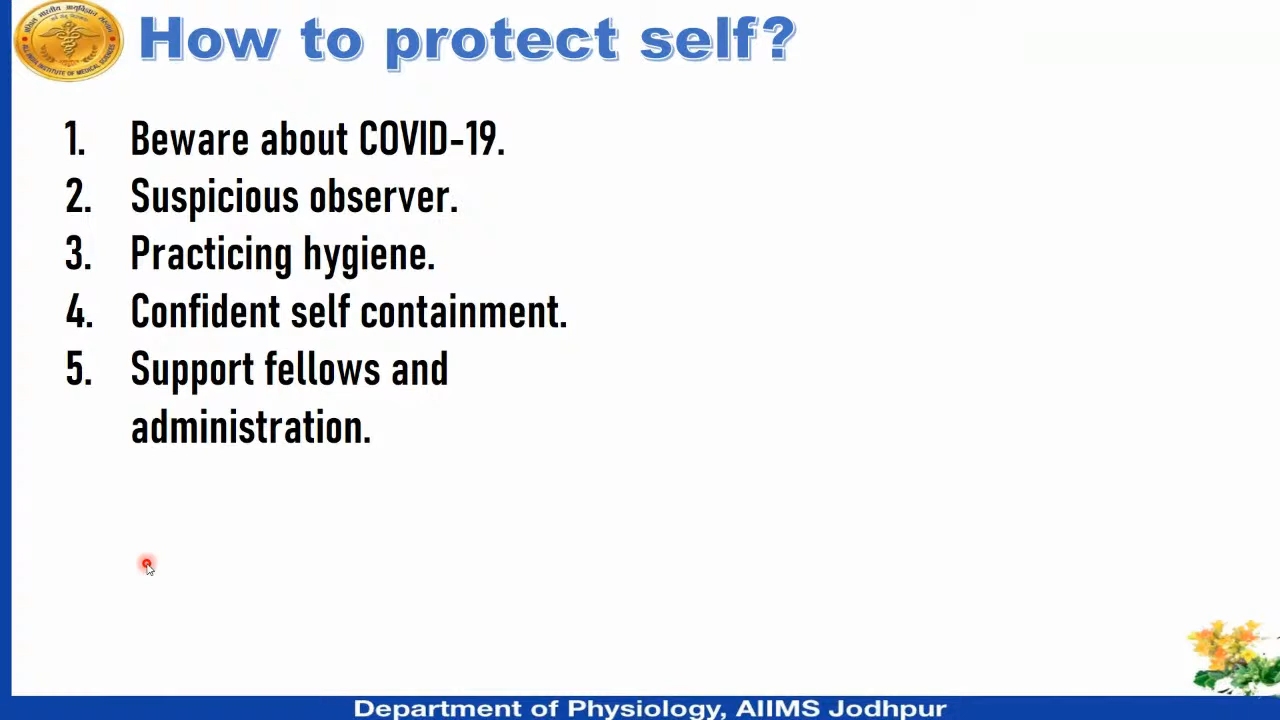 How to protect self?
1. Beware about COVID-19.
2. Suspicious observer.
3. Practicing hygiene.
4. Confident self containment.
5. Support fellows and
administration.
Department of Physiology, AIIMS Jodhpur